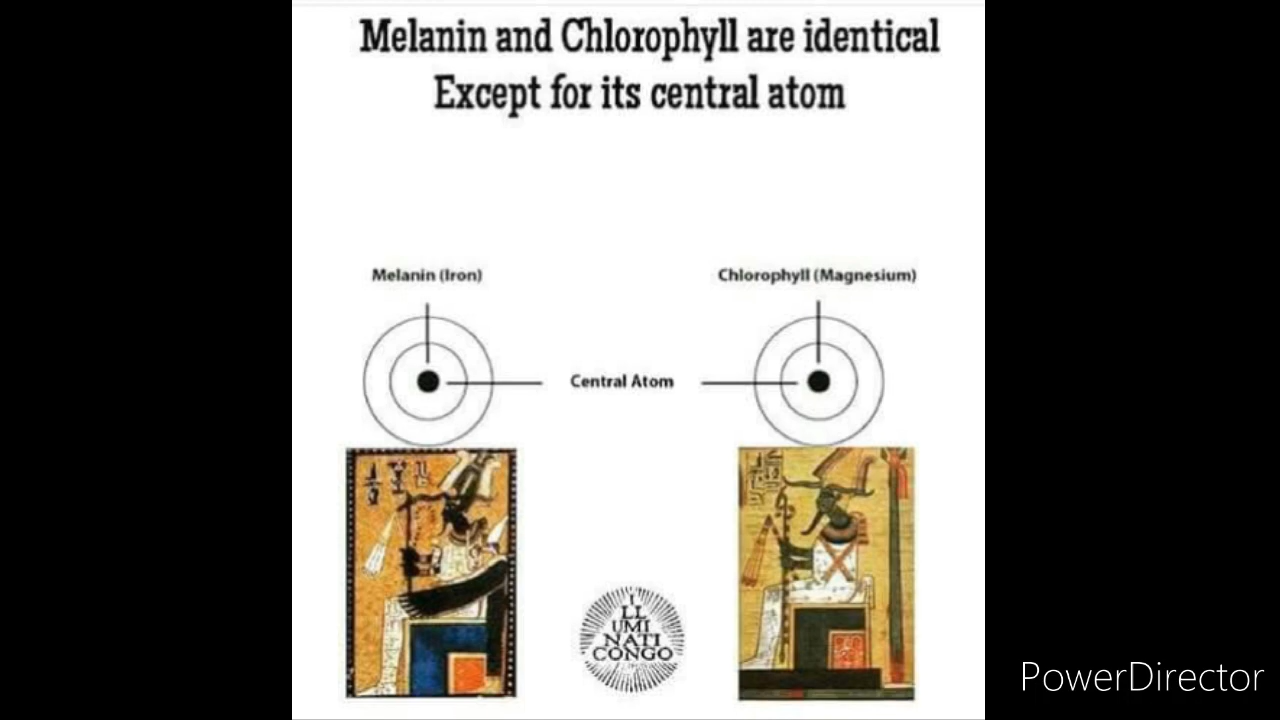 Melanin and Chlorophyll are identical
Except for its central atom
Melanin (Iron)
Chlorophyll (Magnesium)
Central Atom
I
LL
UMI
NATI
CONGO
PowerDirector